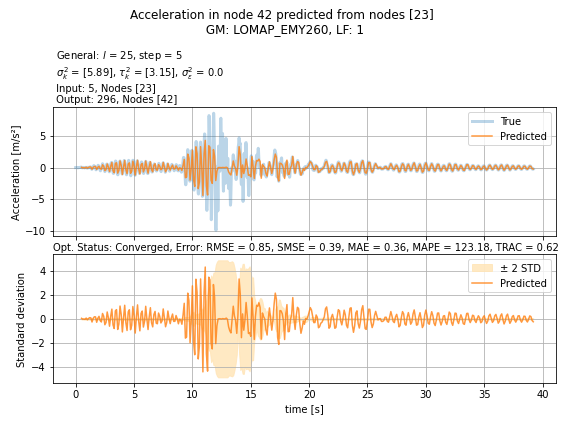 Acceleration in node 42 predicted from nodes [23]
GM: LOMAP_EMY260, LF: 1
General: l = 25, step = 5
σ²ₖ = [5.89], τ²ₖ = [3.15], σ²ε = 0.0
Input: 5, Nodes [23]
Output: 296, Nodes [42]
True
Predicted
Acceleration [m/s²]
5
0
−5
−10
Opt. Status: Converged, Error: RMSE = 0.85, SMSE = 0.39, MAE = 0.36, MAPE = 123.18, TRAC = 0.62
± 2 STD
Predicted
Standard deviation
4
2
0
−2
−4
0 5 10 15 20 25 30 35 40
time [s]